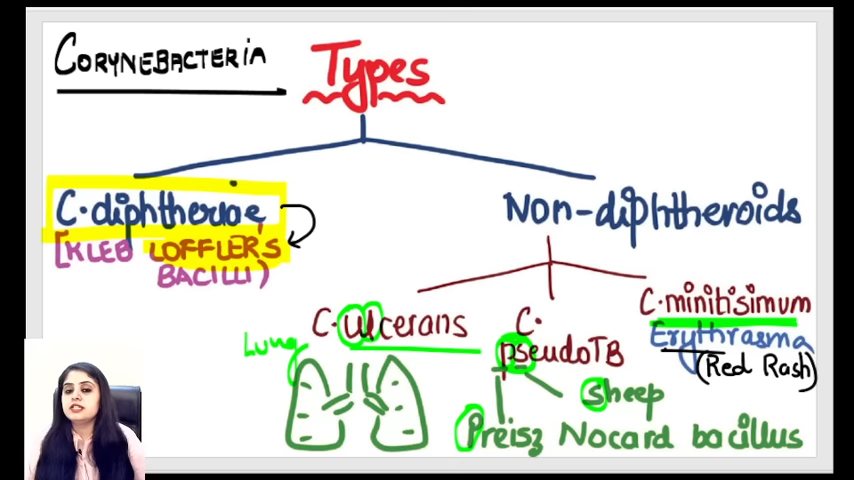 CORYNEBACTERIA
Types
C.diphtheriae
[KLEB LOFFLER'S
BACILLI)
Non-diphtheroids
C.ulcerans
Lung
C.
pseudoTB
sheep
Preisz Nocard bacillus
C.minitisimum
Erythrasma
(Red Rash)